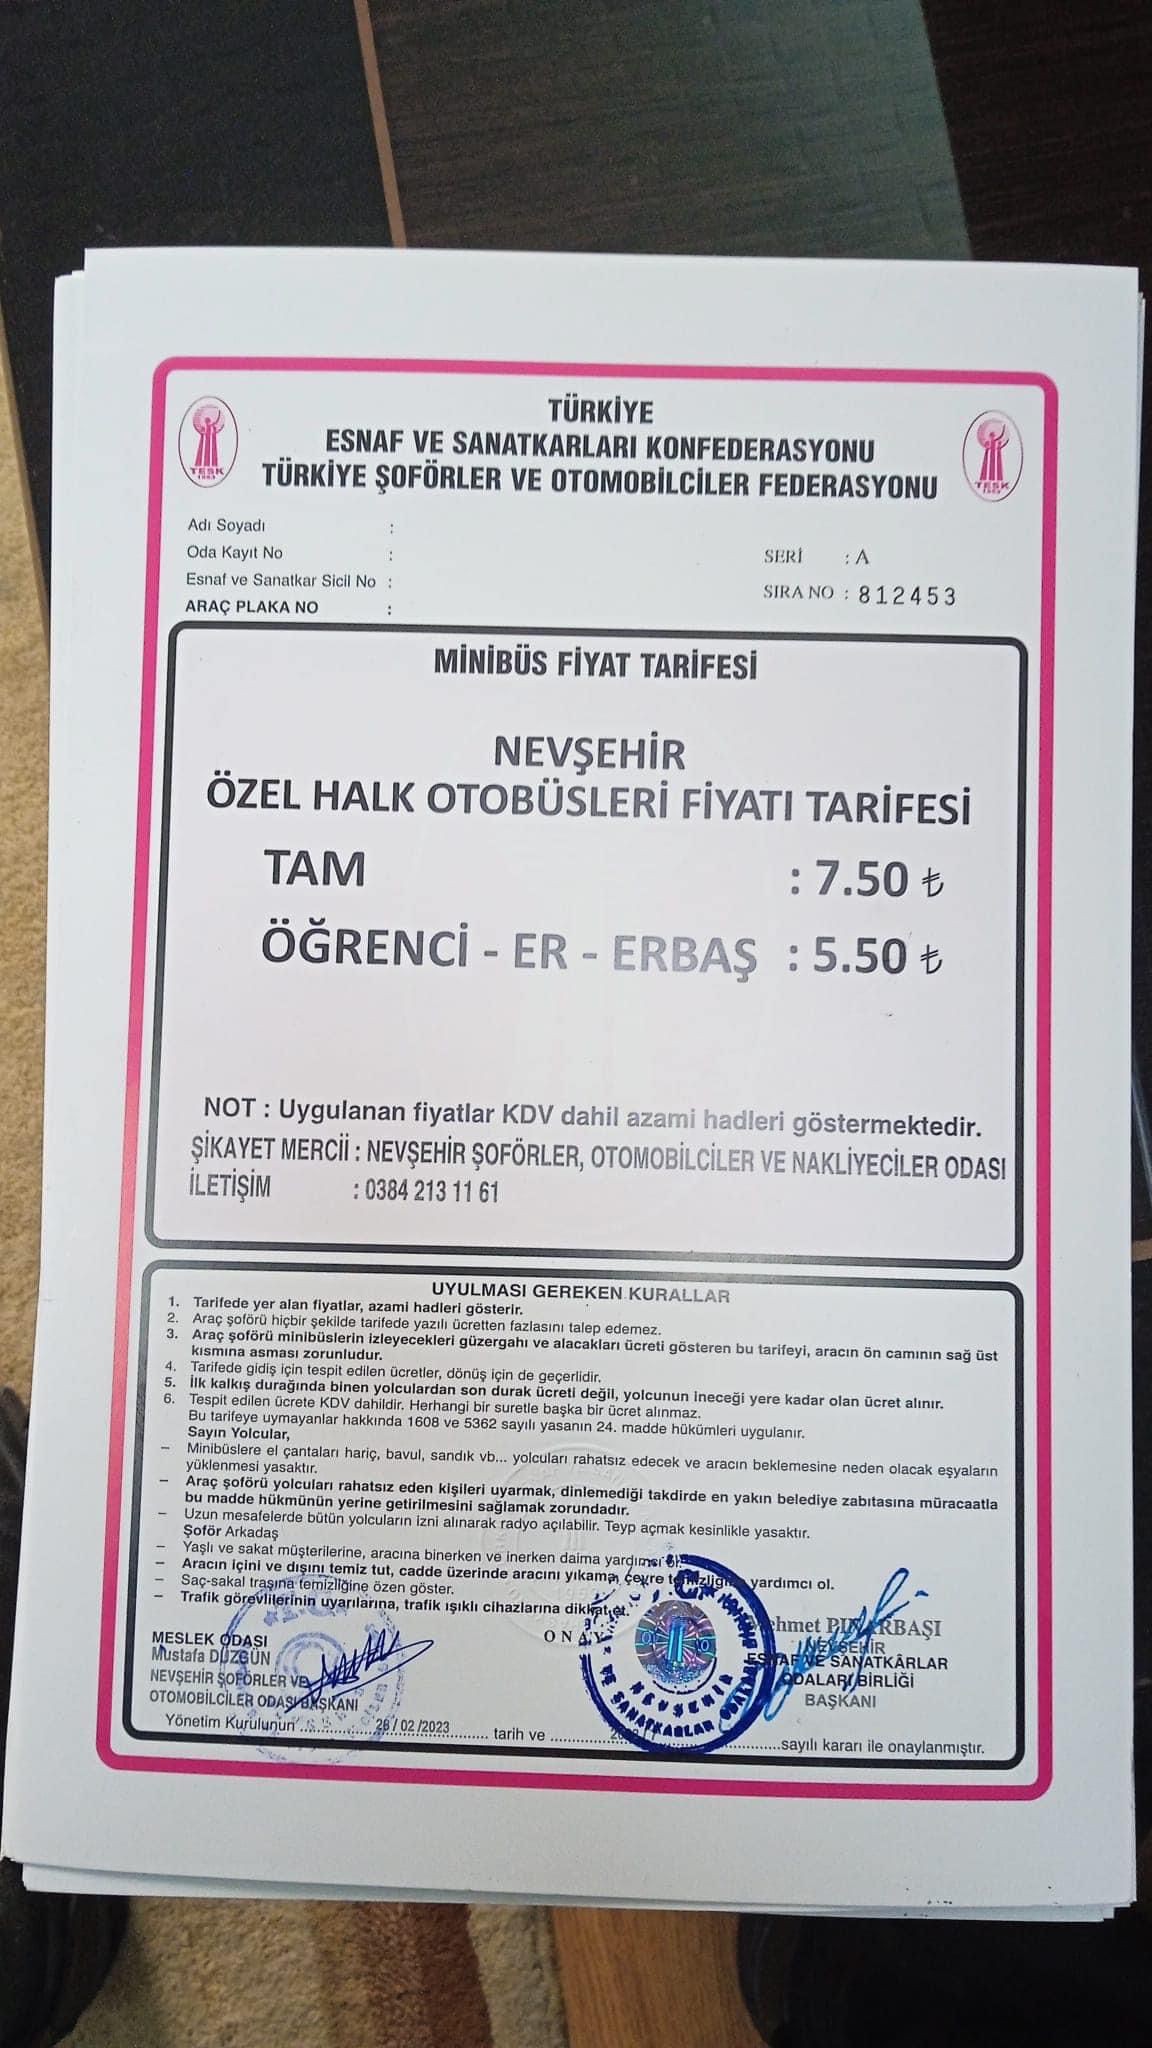 TÜRKİYE
ESNAF VE SANATKARLARI KONFEDERASYONU
TÜRKİYE ŞOFÖRLER VE OTOMOBİLCİLER FEDERASYONU
TESK
TESK
Adı Soyadı :
Oda Kayıt No :
Esnaf ve Sanatkar Sicil No :
ARAÇ PLAKA NO :
SERİ : A
SIRA NO : 812453
MİNİBÜS FİYAT TARİFESİ
NEVŞEHİR
ÖZEL HALK OTOBÜSLERİ FİYATI TARİFESİ
TAM : 7.50 ₺
ÖĞRENCİ - ER - ERBAŞ : 5.50 ₺
NOT : Uygulanan fiyatlar KDV dahil azami hadleri göstermektedir.
ŞİKAYET MERCİİ : NEVŞEHİR ŞOFÖRLER, OTOMOBİLCİLER VE NAKLİYECİLER ODASI
İLETİŞİM : 0384 213 11 61
UYULMASI GEREKEN KURALLAR
1. Tarifede yer alan fiyatlar, azami hadleri gösterir.
2. Araç şoförü hiçbir şekilde tarifede yazılı ücretten fazlasını talep edemez.
3. Araç şoförü minibüslerin izleyecekleri güzergahı ve alacakları ücreti gösteren bu tarifeyi, aracın ön camının sağ üst
kısmına asması zorunludur.
4. Tarifede gidiş için tespit edilen ücretler, dönüş için de geçerlidir.
5. İlk kalkış durağında binen yolculardan son durak ücreti değil, yolcunun ineceği yere kadar olan ücret alınır.
6. Tespit edilen ücrete KDV dahildir. Herhangi bir suretle başka bir ücret alınmaz.
Bu tarifeye uymayanlar hakkında 1608 ve 5362 sayılı yasanın 24. madde hükümleri uygulanır.
Sayın Yolcular,
– Minibüslere el çantaları hariç, bavul, sandık vb... yolcuları rahatsız edecek ve aracın beklemesine neden olacak eşyaların
yüklenmesi yasaktır.
– Araç şoförü yolcuları rahatsız eden kişileri uyarmak, dinlemediği takdirde en yakın belediye zabıtasına müracaatla
bu madde hükmünün yerine getirilmesini sağlamak zorundadır.
– Uzun mesafelerde bütün yolcuların izni alınarak radyo açılabilir. Teyp açmak kesinlikle yasaktır.
Şoför Arkadaş
– Yaşlı ve sakat müşterilerine, aracına binerken ve inerken daima yardımcı ol.
– Aracın içini ve dışını temiz tut, cadde üzerinde aracını yıkama, çevre temizliğine yardımcı ol.
– Saç-sakal traşına temizliğine özen göster.
– Trafik görevlilerinin uyarılarına, trafik ışıklı cihazlarına dikkat et.
MESLEK ODASI
Mustafa DÜZGÜN
NEVŞEHİR ŞOFÖRLER VE
OTOMOBİLCİLER ODASI BAŞKANI
ONAY
PINARBAŞI
NEVŞEHİR
ESNAF VE SANATKÂRLAR
ODALARI BİRLİĞİ
BAŞKANI
Yönetim Kurulunun ..................28 / 02 /2023............... tarih ve ..............................sayılı kararı ile onaylanmıştır.